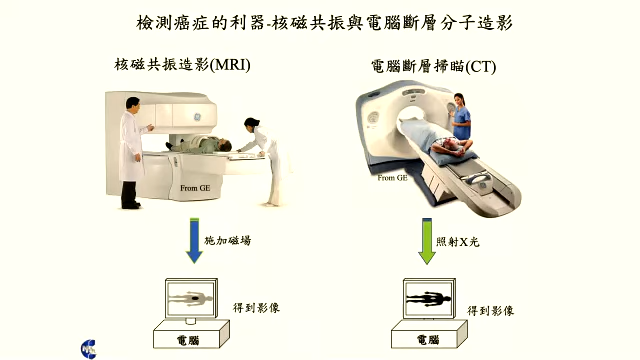 檢測癌症的利器-核磁共振與電腦斷層分子造影
核磁共振造影(MRI)
電腦斷層掃瞄(CT)
From GE
From GE
施加磁場
照射X光
得到影像
得到影像
電腦
電腦